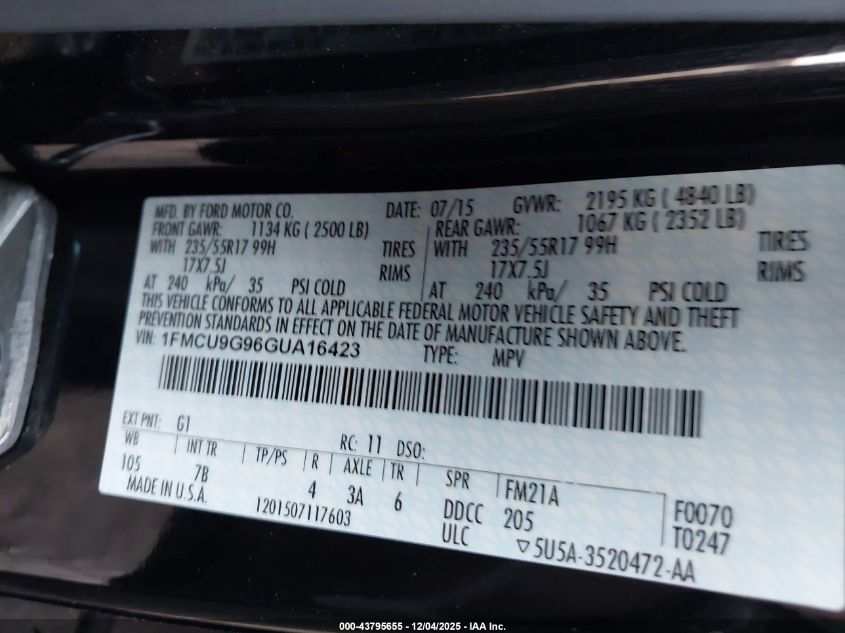 MFD. BY FORD MOTOR CO. DATE: 07/15 GVWR: 2195 KG ( 4840 LB)
FRONT GAWR: 1134 KG ( 2500 LB) REAR GAWR: 1067 KG ( 2352 LB)
WITH 235/55R17 99H TIRES WITH 235/55R17 99H TIRES
17X7.5J RIMS 17X7.5J RIMS
AT 240 kPa/ 35 PSI COLD AT 240 kPa/ 35 PSI COLD
THIS VEHICLE CONFORMS TO ALL APPLICABLE FEDERAL MOTOR VEHICLE SAFETY AND THEFT
PREVENTION STANDARDS IN EFFECT ON THE DATE OF MANUFACTURE SHOWN ABOVE.
VIN: 1FMCU9G96GUA16423 TYPE: MPV
EXT PNT: G1 RC: 11 DSO:
WB INT TR TP/PS R AXLE TR SPR FM21A F0070
105 7B 4 3A 6 DDCC 205 T0247
MADE IN U.S.A. 1201507117603 ULC ▽5U5A-3520472-AA
000-43795655 - 12/04/2025 - IAA Inc.